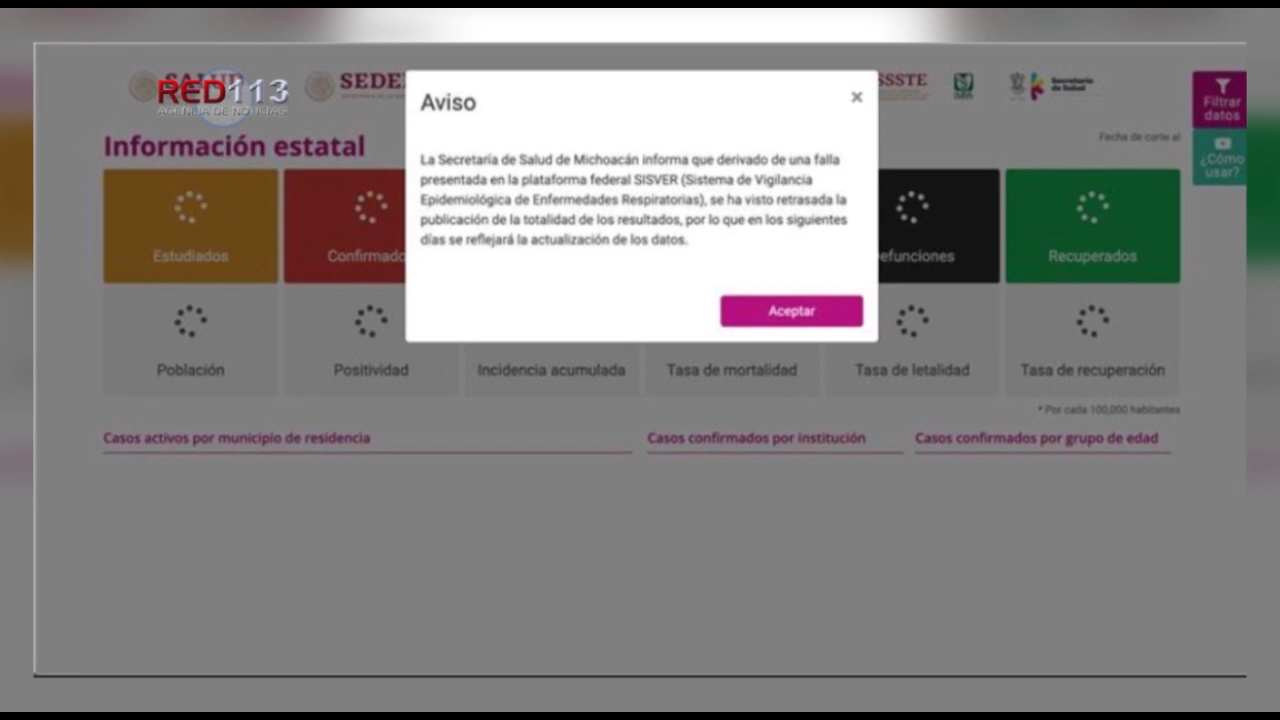 SALUD
RED113
AGENCIA DE NOTICIAS
SEDE
SSSTE
IMSS
Secretaría
de Salud
Filtrar
datos
Fecha de corte al
¿Cómo
usar?
Información estatal
Aviso
×
La Secretaría de Salud de Michoacán informa que derivado de una falla
presentada en la plataforma federal SISVER (Sistema de Vigilancia
Epidemiológica de Enfermedades Respiratorias), se ha visto retrasada la
publicación de la totalidad de los resultados, por lo que en los siguientes
días se reflejará la actualización de los datos.
Aceptar
Estudiados
Confirmado
efunciones
Recuperados
Población
Positividad
Incidencia acumulada
Tasa de mortalidad
Tasa de letalidad
Tasa de recuperación
* Por cada 100,000 habitantes
Casos activos por municipio de residencia
Casos confirmados por institución
Casos confirmados por grupo de edad